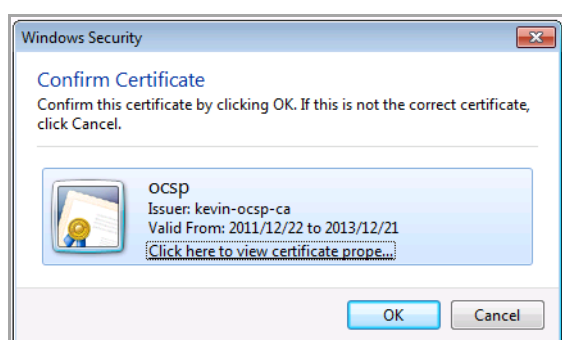 Windows Security
Confirm Certificate
Confirm this certificate by clicking OK. If this is not the correct certificate,
click Cancel.
ocsp
Issuer: kevin-ocsp-ca
Valid From: 2011/12/22 to 2013/12/21
Click here to view certificate prope...
OK
Cancel